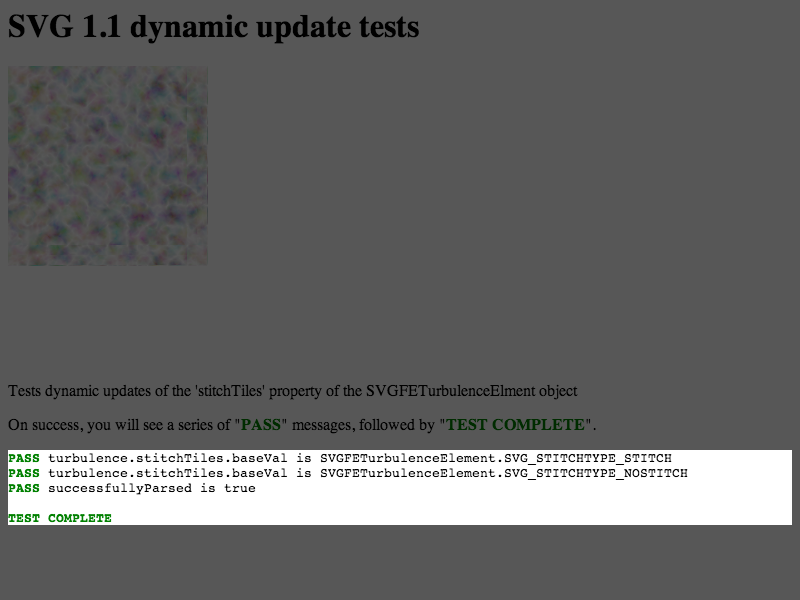 SVG 1.1 dynamic update tests
Tests dynamic updates of the 'stitchTiles' property of the SVGFETurbulenceElment object
On success, you will see a series of "PASS" messages, followed by "TEST COMPLETE".
PASS turbulence.stitchTiles.baseVal is SVGFETurbulenceElement.SVG_STITCHTYPE_STITCH
PASS turbulence.stitchTiles.baseVal is SVGFETurbulenceElement.SVG_STITCHTYPE_NOSTITCH
PASS successfullyParsed is true
TEST COMPLETE